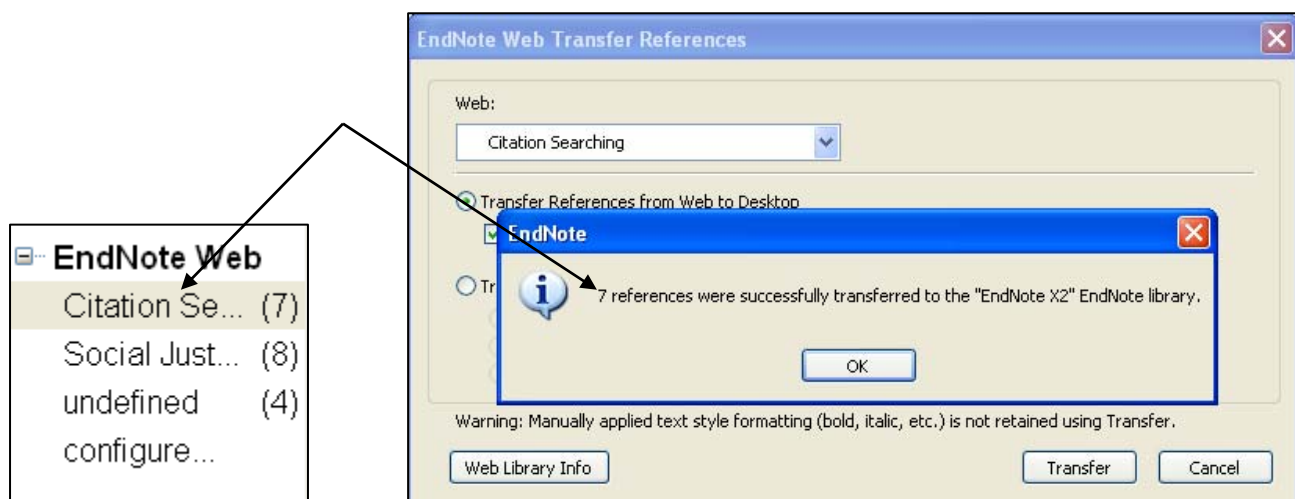 EndNote Web
Citation Se... (7)
Social Just... (8)
undefined (4)
configure...
EndNote Web Transfer References
Web:
Citation Searching
Transfer References from Web to Desktop
EndNote
Tr
7 references were successfully transferred to the "EndNote X2" EndNote library.
OK
Warning: Manually applied text style formatting (bold, italic, etc.) is not retained using Transfer.
Web Library Info
Transfer
Cancel